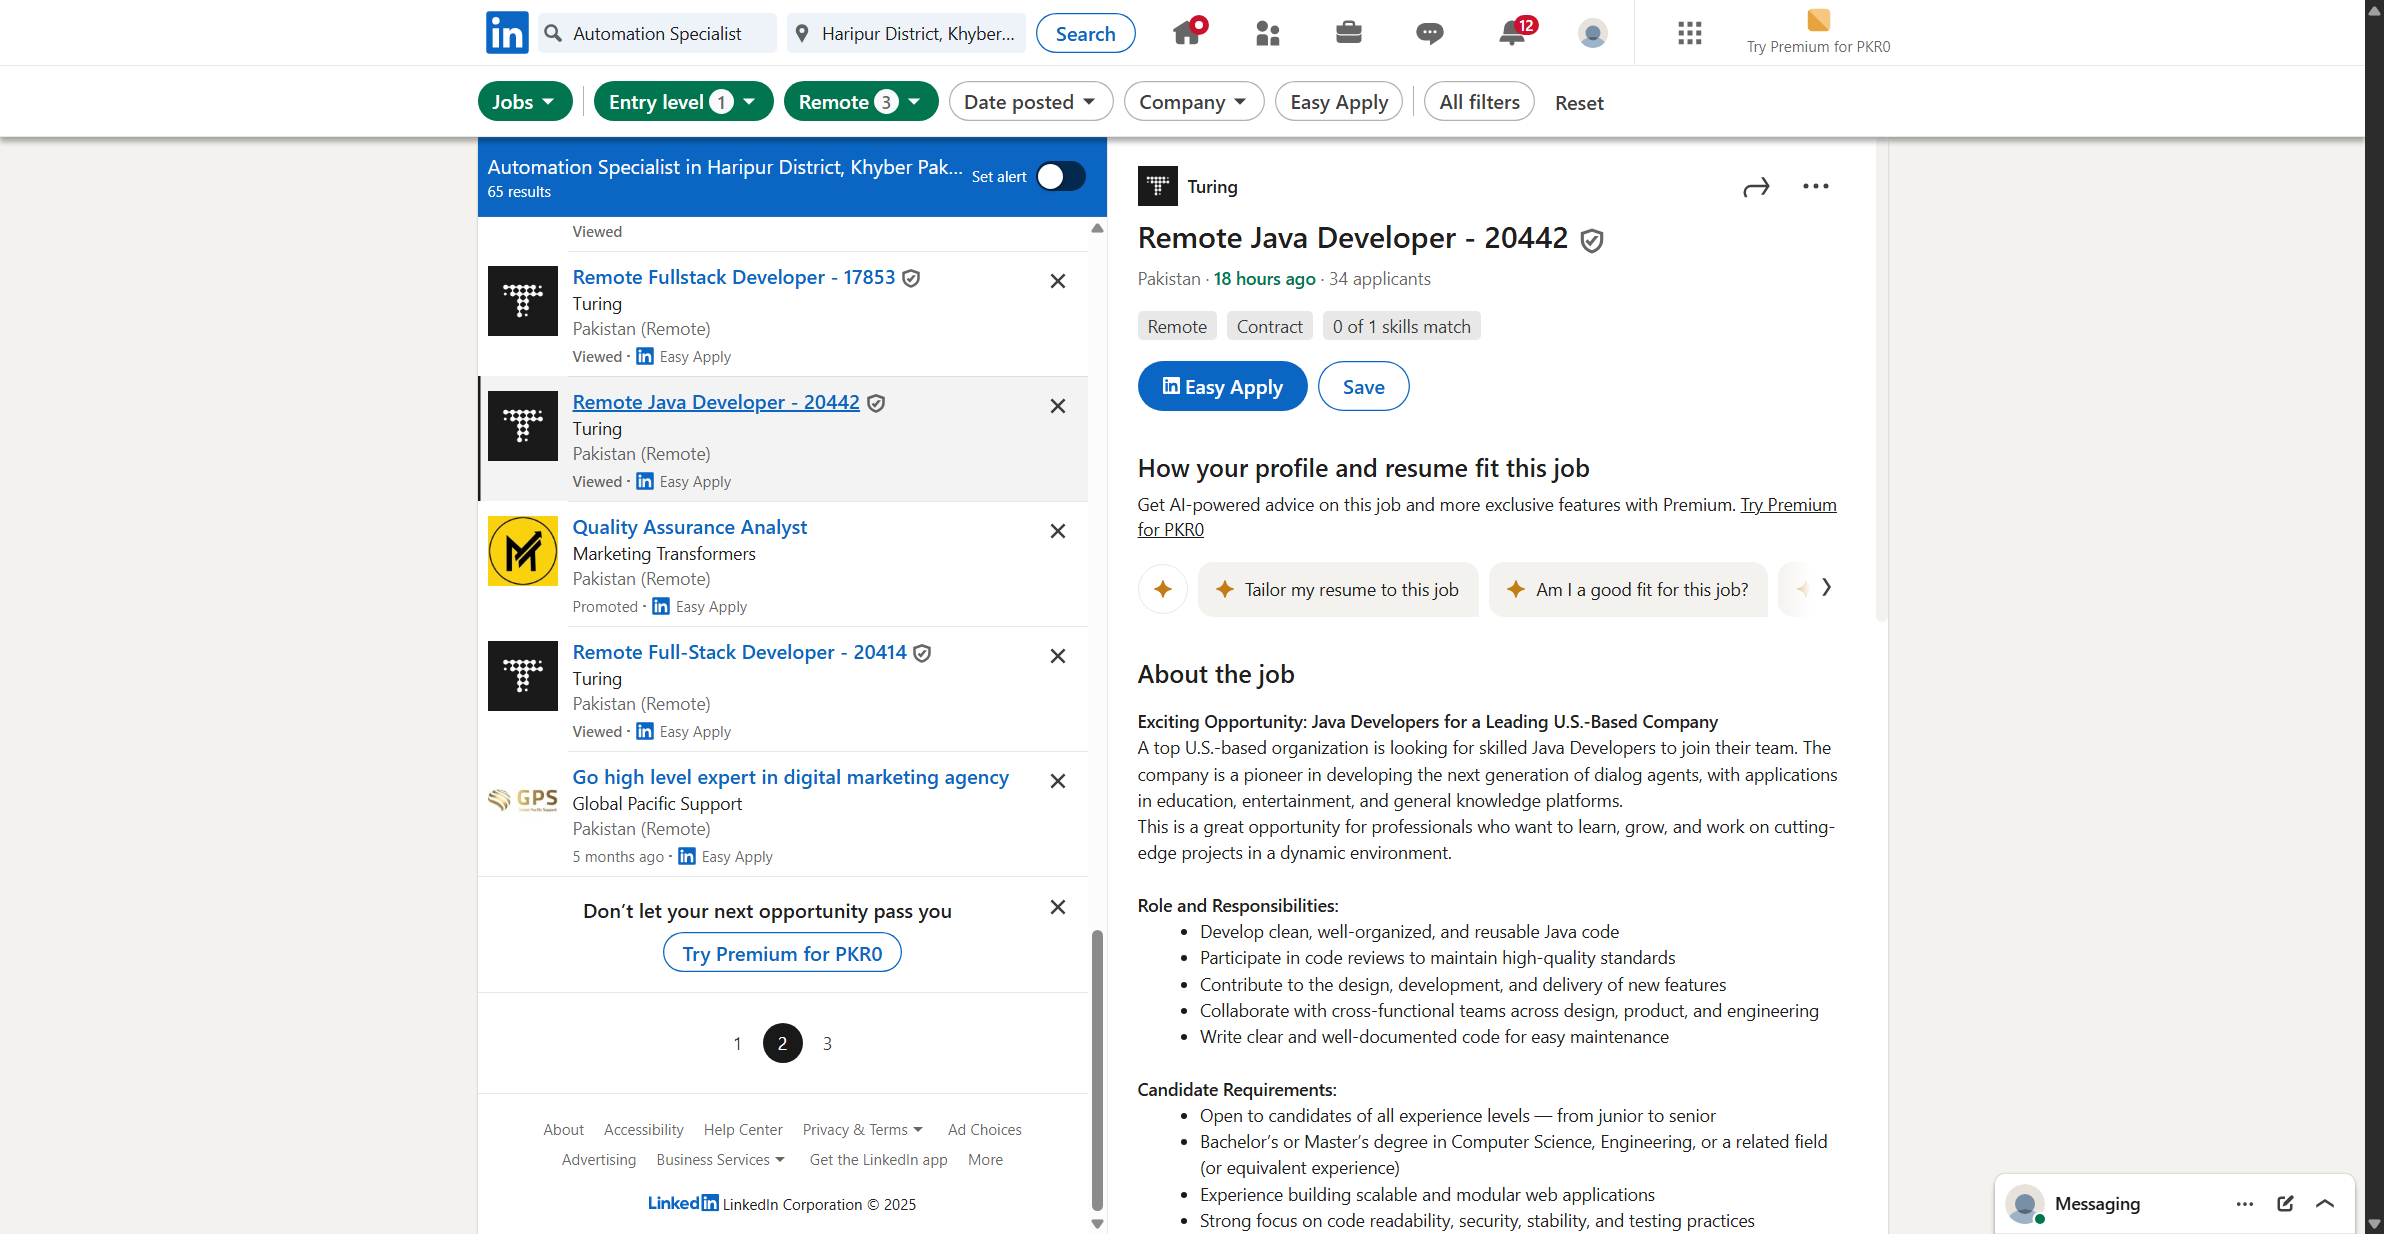 in
Automation Specialist
Haripur District, Khyber...
Search
12
Try Premium for PKR0
Jobs
Entry level 1
Remote 3
Date posted
Company
Easy Apply
All filters
Reset
Automation Specialist in Haripur District, Khyber Pak...
65 results
Set alert
Viewed
Remote Fullstack Developer - 17853
Turing
Pakistan (Remote)
Viewed · in Easy Apply
Remote Java Developer - 20442
Turing
Pakistan (Remote)
Viewed · in Easy Apply
Quality Assurance Analyst
Marketing Transformers
Pakistan (Remote)
Promoted · in Easy Apply
Remote Full-Stack Developer - 20414
Turing
Pakistan (Remote)
Viewed · in Easy Apply
GPS
Go high level expert in digital marketing agency
Global Pacific Support
Pakistan (Remote)
5 months ago · in Easy Apply
Don’t let your next opportunity pass you
Try Premium for PKR0
1 2 3
About Accessibility Help Center Privacy & Terms Ad Choices
Advertising Business Services Get the LinkedIn app More
LinkedIn LinkedIn Corporation © 2025
Turing
Remote Java Developer - 20442
Pakistan · 18 hours ago · 34 applicants
Remote Contract 0 of 1 skills match
in Easy Apply
Save
How your profile and resume fit this job
Get AI-powered advice on this job and more exclusive features with Premium. Try Premium
for PKR0
Tailor my resume to this job
Am I a good fit for this job?
About the job
Exciting Opportunity: Java Developers for a Leading U.S.-Based Company
A top U.S.-based organization is looking for skilled Java Developers to join their team. The
company is a pioneer in developing the next generation of dialog agents, with applications
in education, entertainment, and general knowledge platforms.
This is a great opportunity for professionals who want to learn, grow, and work on cutting-
edge projects in a dynamic environment.
Role and Responsibilities:
• Develop clean, well-organized, and reusable Java code
• Participate in code reviews to maintain high-quality standards
• Contribute to the design, development, and delivery of new features
• Collaborate with cross-functional teams across design, product, and engineering
• Write clear and well-documented code for easy maintenance
Candidate Requirements:
• Open to candidates of all experience levels — from junior to senior
• Bachelor’s or Master’s degree in Computer Science, Engineering, or a related field
(or equivalent experience)
• Experience building scalable and modular web applications
• Strong focus on code readability, security, stability, and testing practices
Messaging